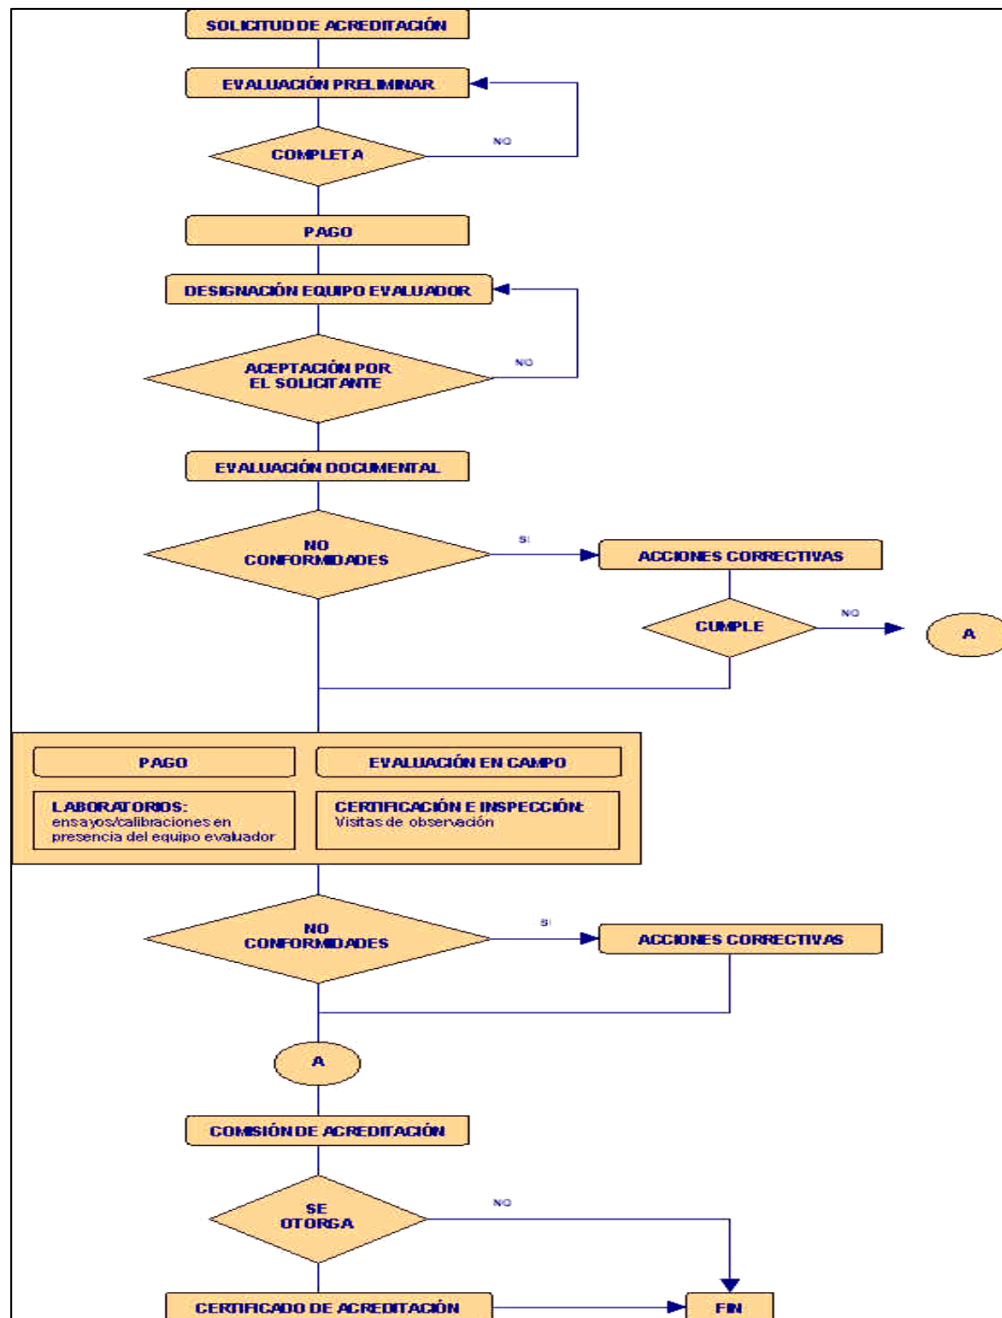 SOLICITUD DE ACREDITACIÓN
EVALUACIÓN PRELIMINAR
NO
COMPLETA
PAGO
DESIGNACIÓN EQUIPO EVALUADOR
NO
ACEPTACIÓN POR
EL SOLICITANTE
EVALUACIÓN DOCUMENTAL
NO
CONFORMIDADES
SI
ACCIONES CORRECTIVAS
CUMPLE
NO
A
PAGO
EVALUACIÓN EN CAMPO
LABORATORIOS:
ensayos/calibraciones en
presencia del equipo evaluador
CERTIFICACIÓN E INSPECCIÓN:
Visitas de observación
NO
CONFORMIDADES
SI
ACCIONES CORRECTIVAS
A
COMISIÓN DE ACREDITACIÓN
SE
OTORGA
NO
CERTIFICADO DE ACREDITACIÓN
FIN